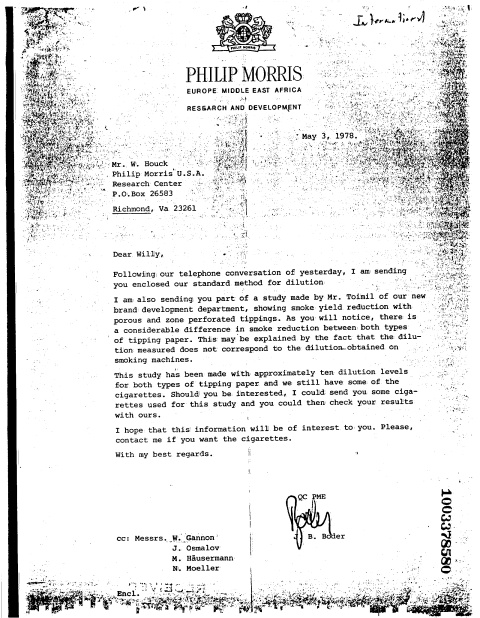 International
PHILIP MORRIS
PHILIP MORRIS
EUROPE MIDDLE EAST AFRICA
RESEARCH AND DEVELOPMENT
May 3, 1978.
Mr. W. Houck
Philip Morris U.S.A.
Research Center
P.O.Box 26583
Richmond, Va 23261
Dear Willy,
Following our telephone conversation of yesterday, I am sending
you enclosed our standard method for dilution
I am also sending you part of a study made by Mr. Toimil of our new
brand development department, showing smoke yield reduction with
porous and zone perforated tippings. As you will notice, there is
a considerable difference in smoke reduction between both types
of tipping paper. This may be explained by the fact that the dilu-
tion measured does not correspond to the dilution obtained on
smoking machines.
This study has been made with approximately ten dilution levels
for both types of tipping paper and we still have some of the
cigarettes. Should you be interested, I could send you some ciga-
rettes used for this study and you could then check your results
with ours.
I hope that this information will be of interest to you. Please,
contact me if you want the cigarettes.
With my best regards.
QC PME
Boder
J. B. Boder
cc: Messrs. W. Gannon
J. Osmalov
M. Häusermann
N. Moeller
Encl.
1003378580